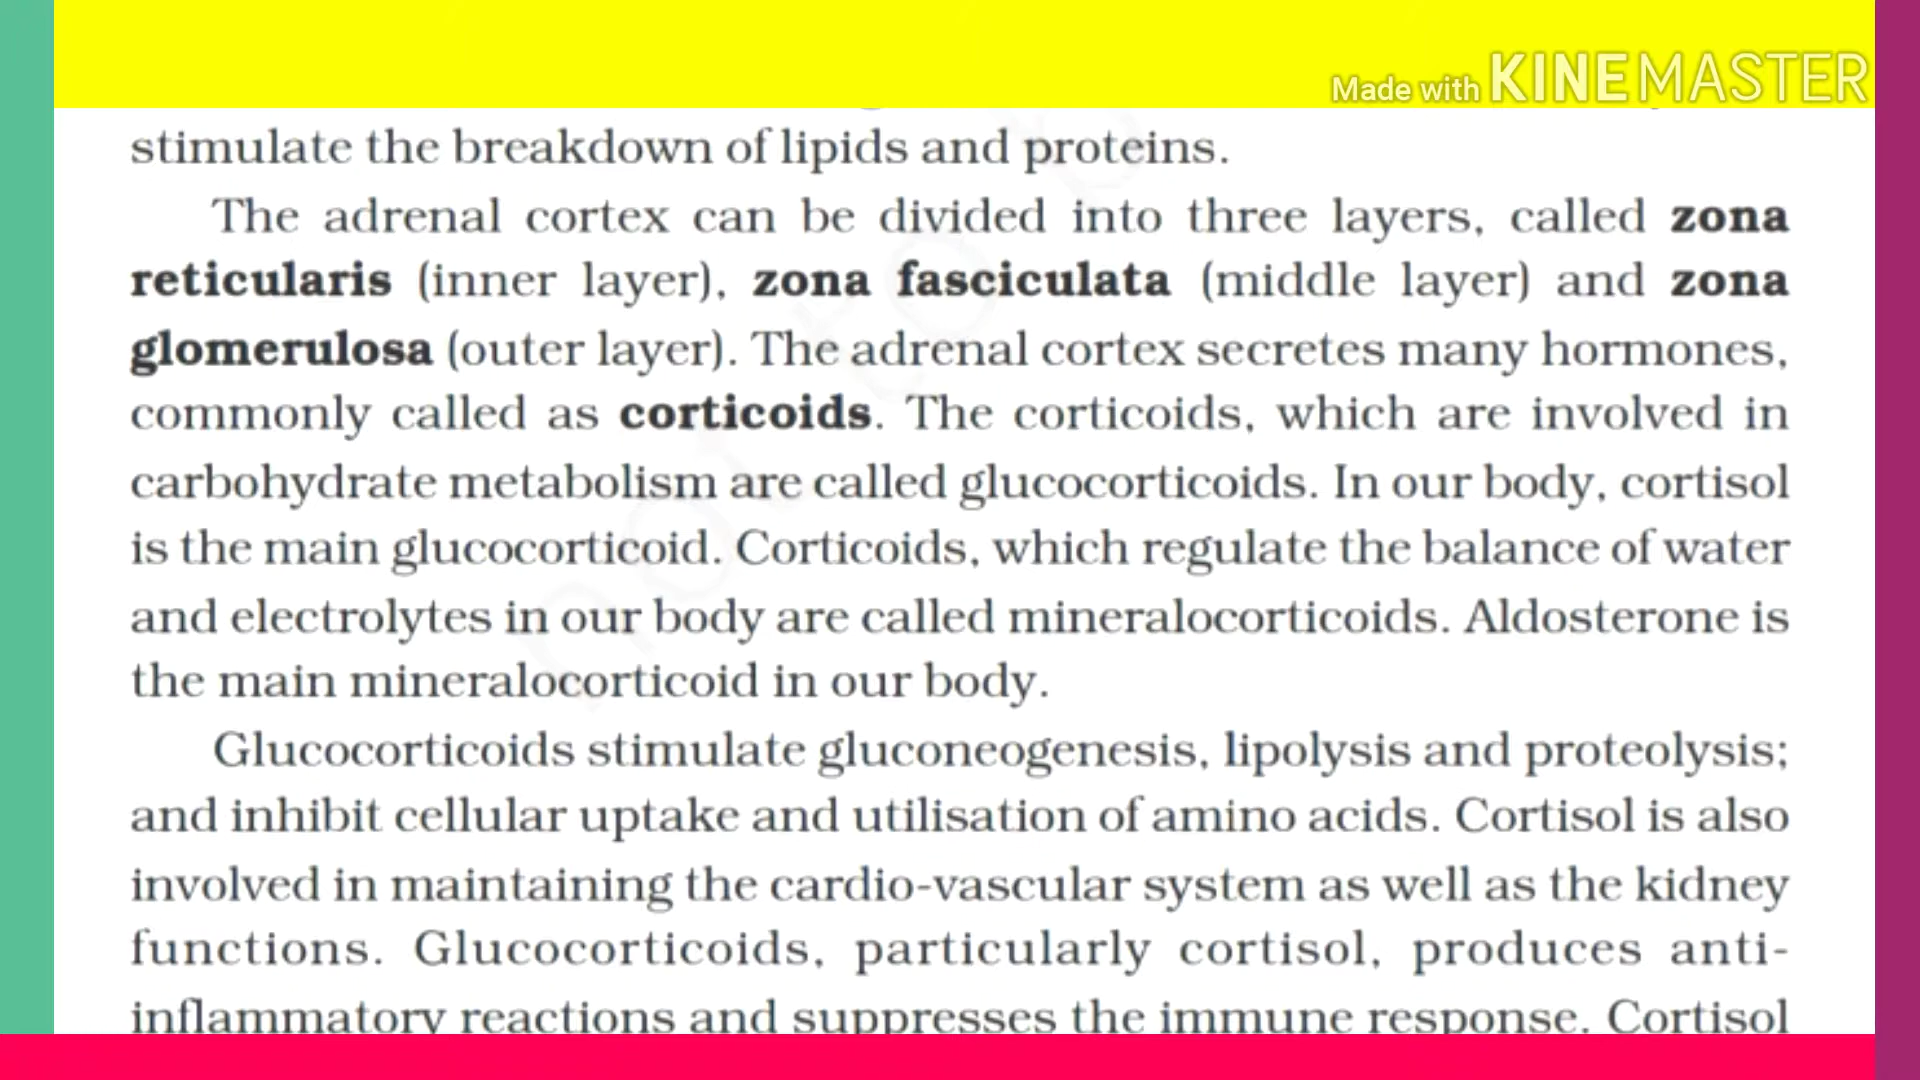 Made with KINEMASTER
stimulate the breakdown of lipids and proteins.
The adrenal cortex can be divided into three layers, called zona
reticularis (inner layer), zona fasciculata (middle layer) and zona
glomerulosa (outer layer). The adrenal cortex secretes many hormones,
commonly called as corticoids. The corticoids, which are involved in
carbohydrate metabolism are called glucocorticoids. In our body, cortisol
is the main glucocorticoid. Corticoids, which regulate the balance of water
and electrolytes in our body are called mineralocorticoids. Aldosterone is
the main mineralocorticoid in our body.
Glucocorticoids stimulate gluconeogenesis, lipolysis and proteolysis;
and inhibit cellular uptake and utilisation of amino acids. Cortisol is also
involved in maintaining the cardio-vascular system as well as the kidney
functions. Glucocorticoids, particularly cortisol, produces anti-
inflammatory reactions and suppresses the immune response. Cortisol
not to b